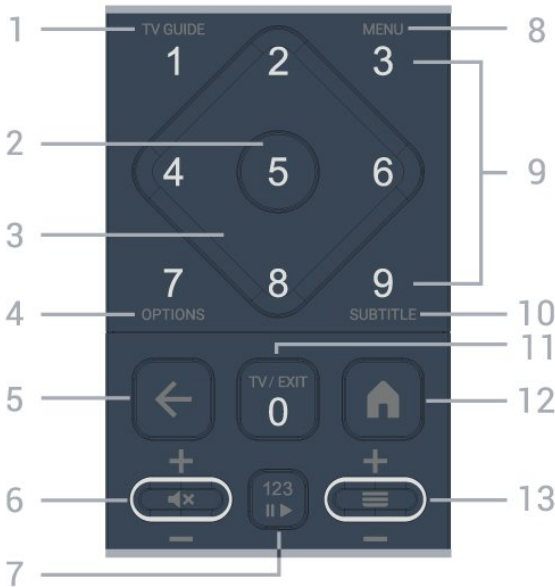 1 TV GUIDE MENU 8
1 2 3
2 4 5 6 9
3
7 8 9
4 OPTIONS SUBTITLE 10
11
TV / EXIT
5 0 12
+ +
6 13
123
- -
7